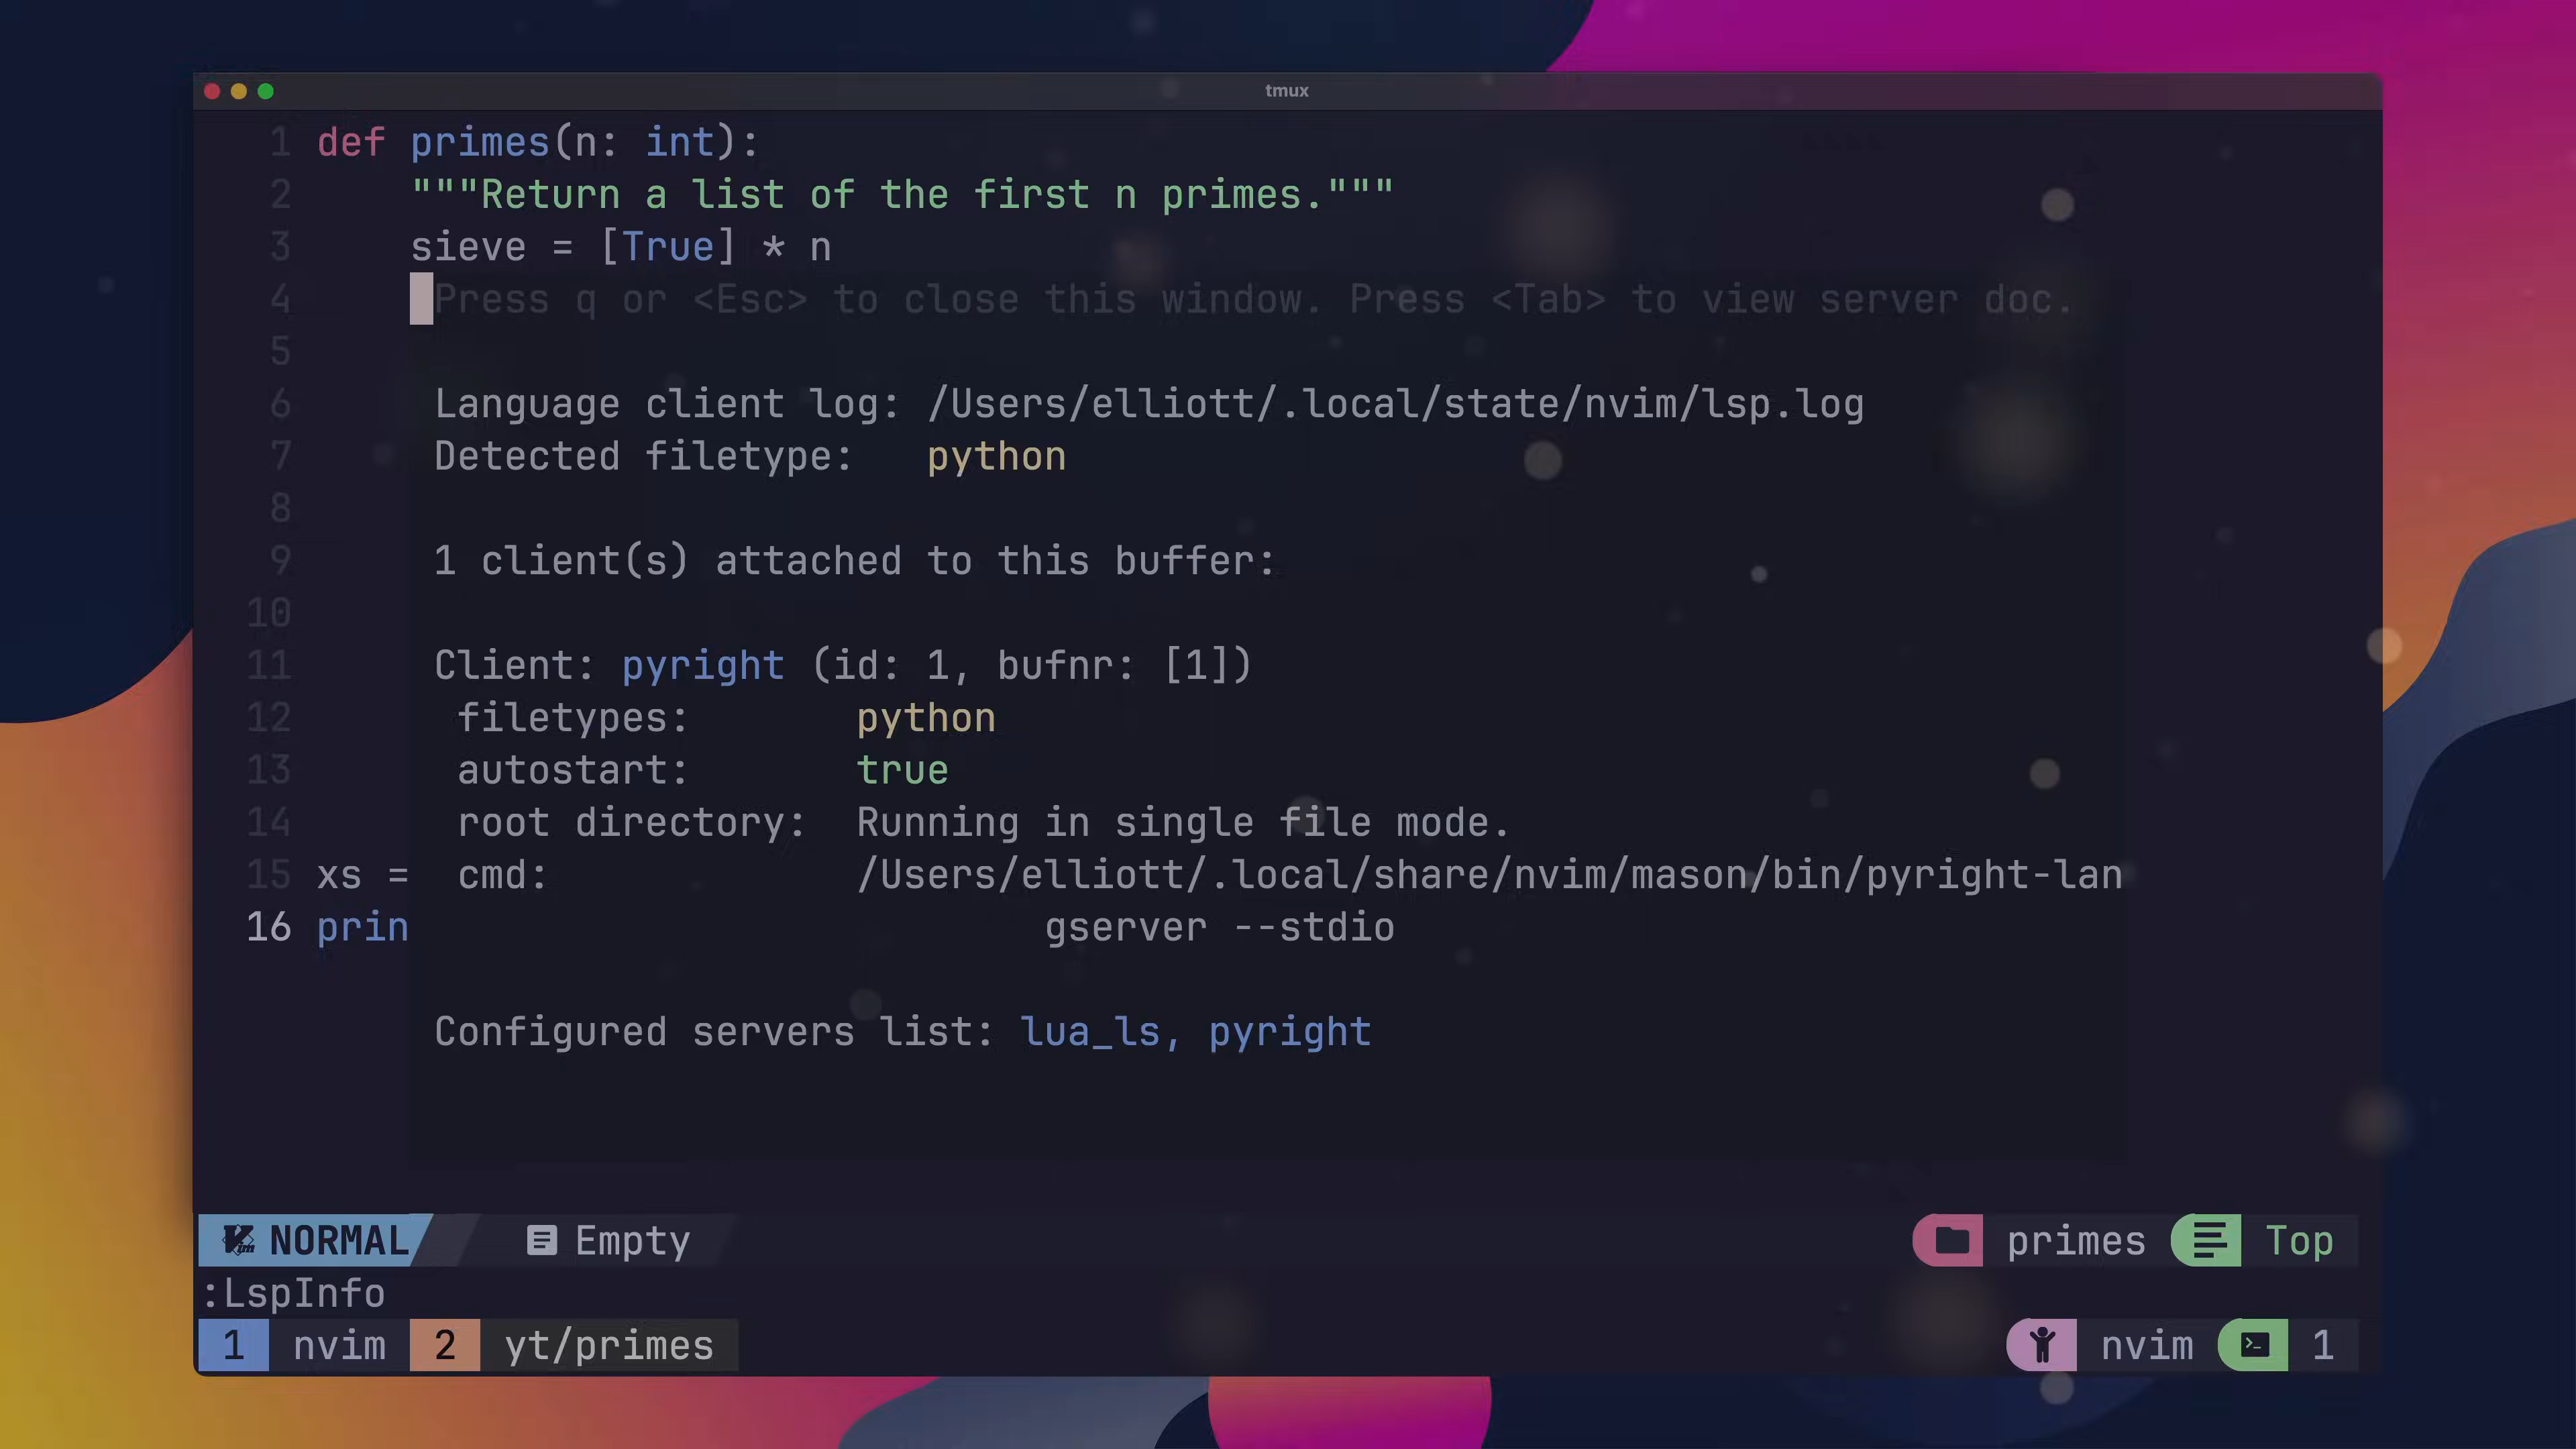 tmux
1 def primes(n: int):
2 """Return a list of the first n primes."""
3 sieve = [True] * n
4 Press q or <Esc> to close this window. Press <Tab> to view server doc.
5
6 Language client log: /Users/elliott/.local/state/nvim/lsp.log
7 Detected filetype: python
8
9 1 client(s) attached to this buffer:
10
11 Client: pyright (id: 1, bufnr: [1])
12 filetypes: python
13 autostart: true
14 root directory: Running in single file mode.
15 xs = cmd: /Users/elliott/.local/share/nvim/mason/bin/pyright-lan
16 prin gserver --stdio
Configured servers list: lua_ls, pyright
NORMAL Empty primes Top
:LspInfo
1 nvim 2 yt/primes nvim 1